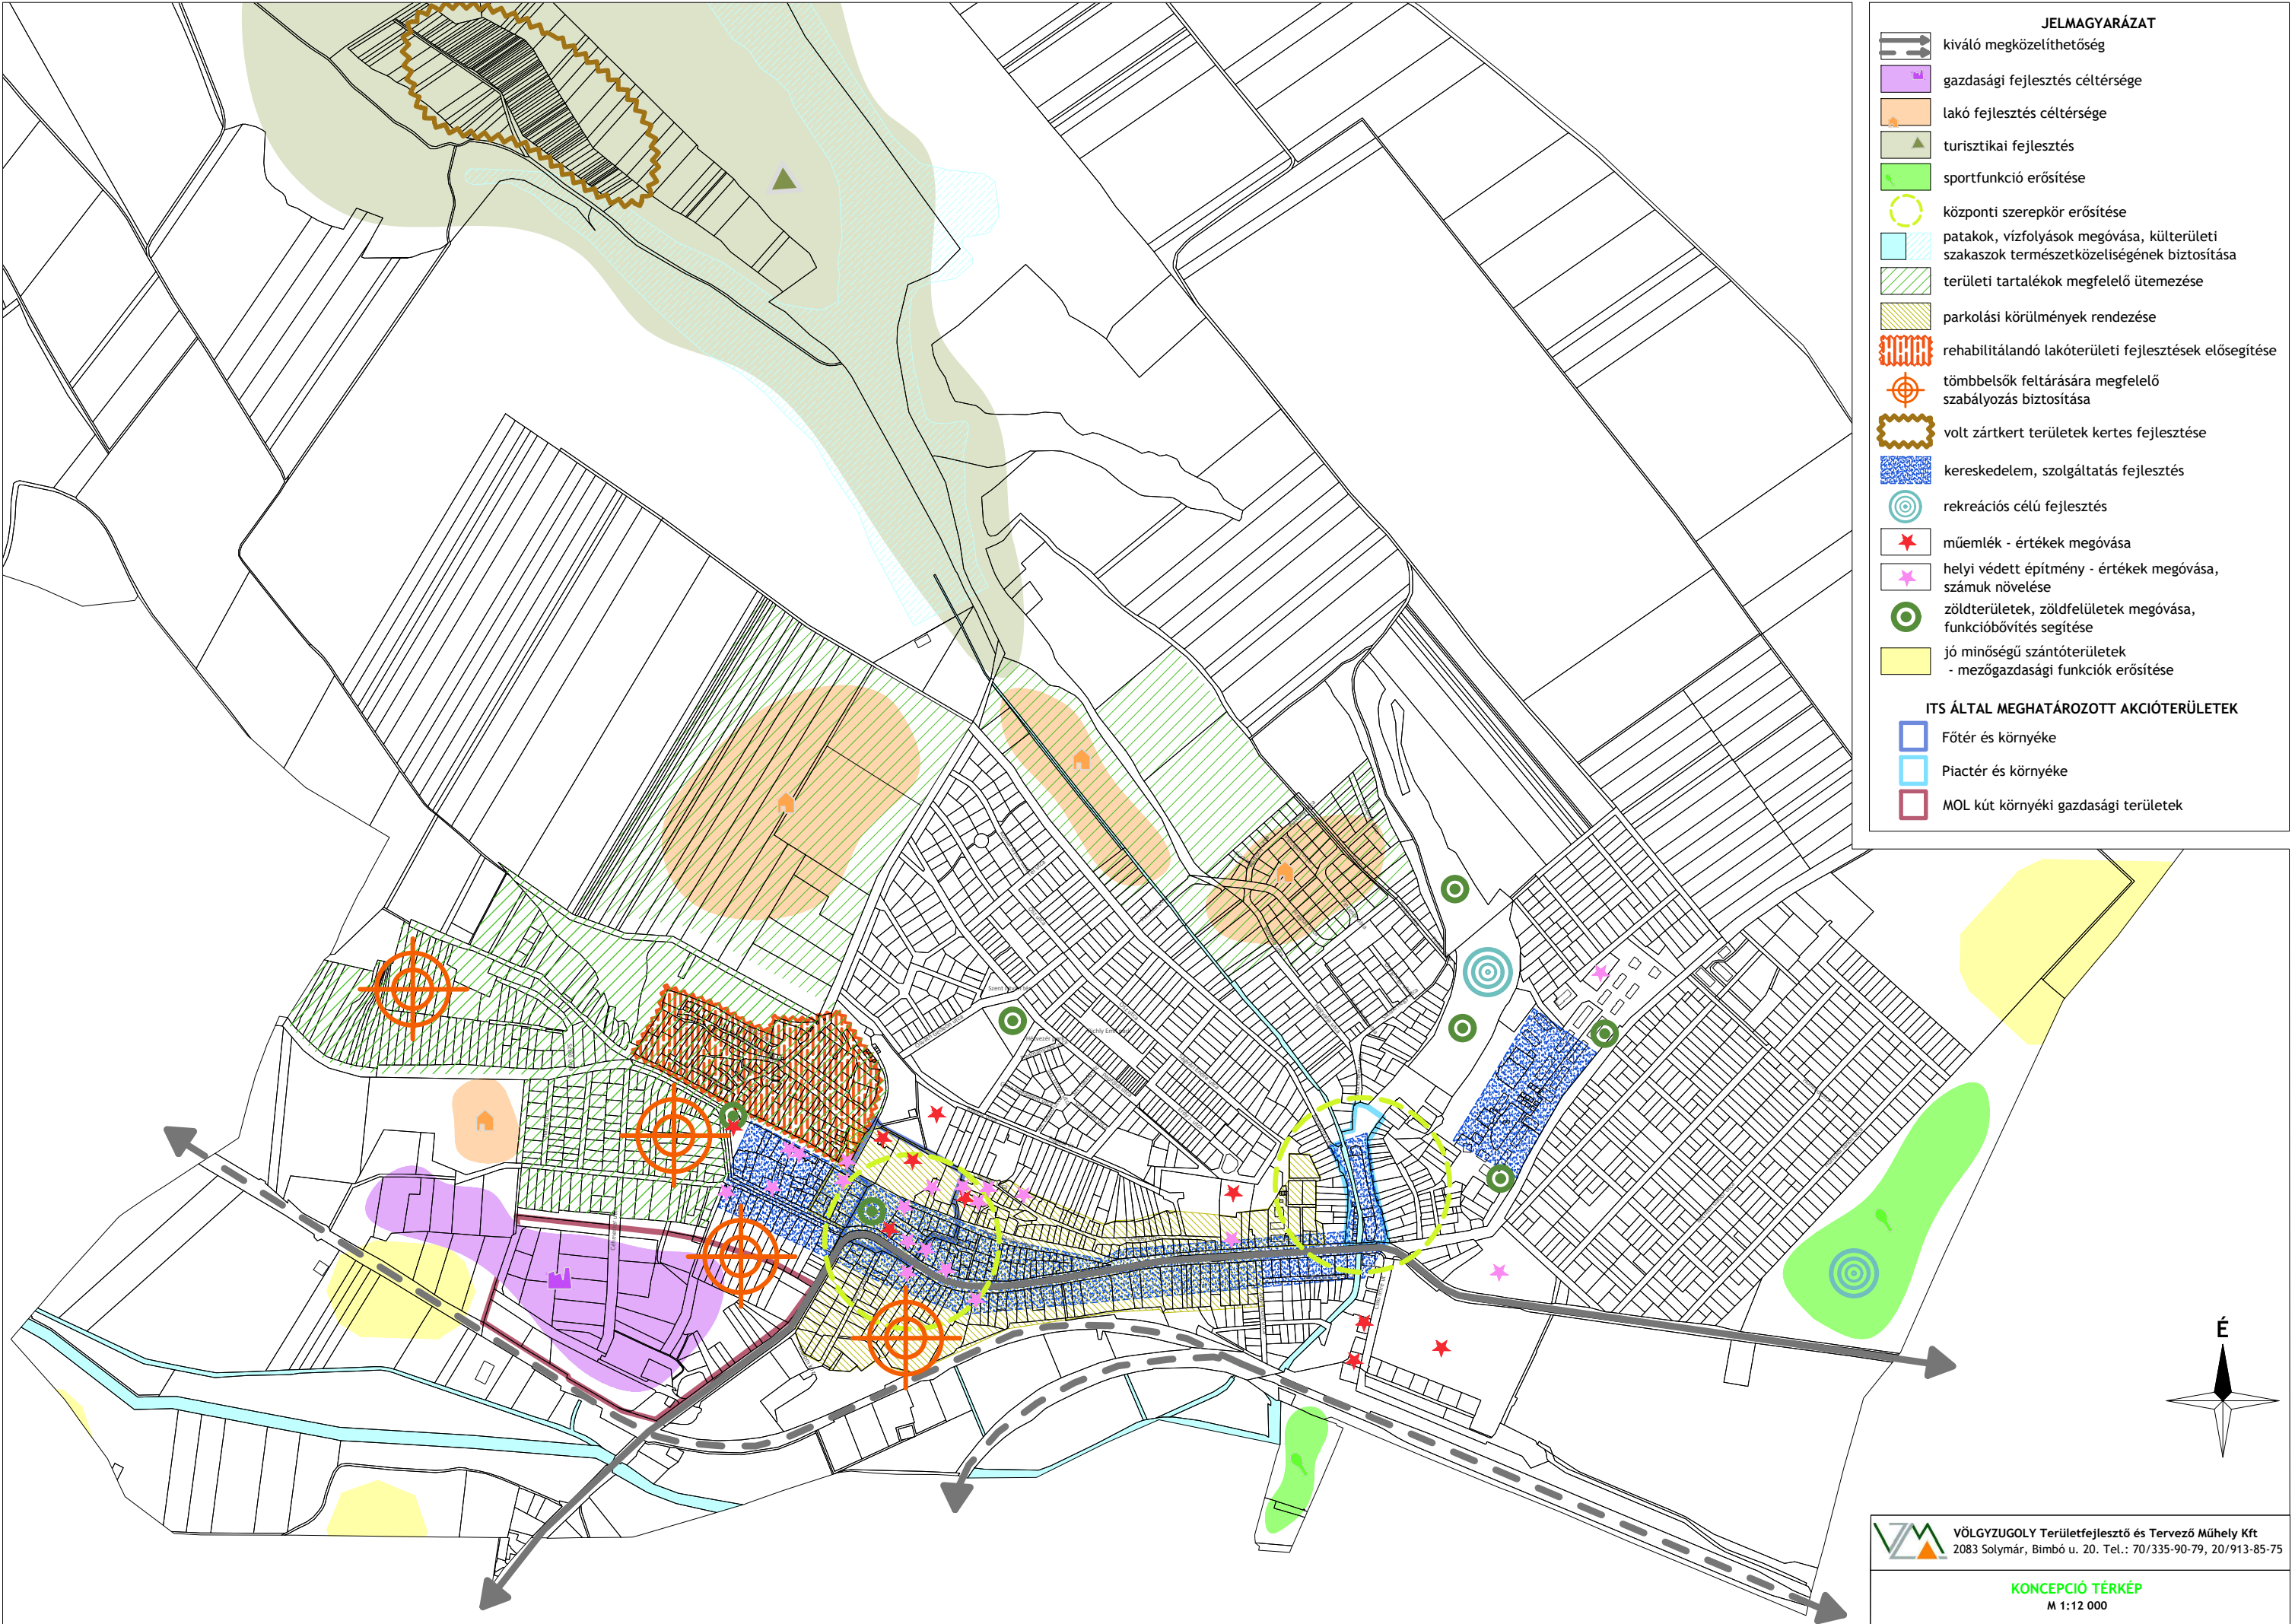 JELMAGYARÁZAT
kiváló megközelíthetőség
gazdasági fejlesztés céltérsége
lakó fejlesztés céltérsége
turisztikai fejlesztés
sportfunkció erősítése
központi szerepkör erősítése
patakok, vízfolyások megóvása, külterületi
szakaszok természetközeliségének biztosítása
területi tartalékok megfelelő ütemezése
parkolási körülmények rendezése
rehabilitálandó lakóterületi fejlesztések elősegítése
tömbbelsők feltárására megfelelő
szabályozás biztosítása
volt zártkert területek kertes fejlesztése
kereskedelem, szolgáltatás fejlesztés
rekreációs célú fejlesztés
műemlék - értékek megóvása
helyi védett építmény - értékek megóvása,
számuk növelése
zöldterületek, zöldfelületek megóvása,
funkcióbővítés segítése
jó minőségű szántóterületek
- mezőgazdasági funkciók erősítése
ITS ÁLTAL MEGHATÁROZOTT AKCIÓTERÜLETEK
Főtér és környéke
Piactér és környéke
MOL kút környéki gazdasági területek
É
VÖLGYZUGOLY Területfejlesztő és Tervező Műhely Kft
2083 Solymár, Bimbó u. 20. Tel.: 70/335-90-79, 20/913-85-75
KONCEPCIÓ TÉRKÉP
M 1:12 000